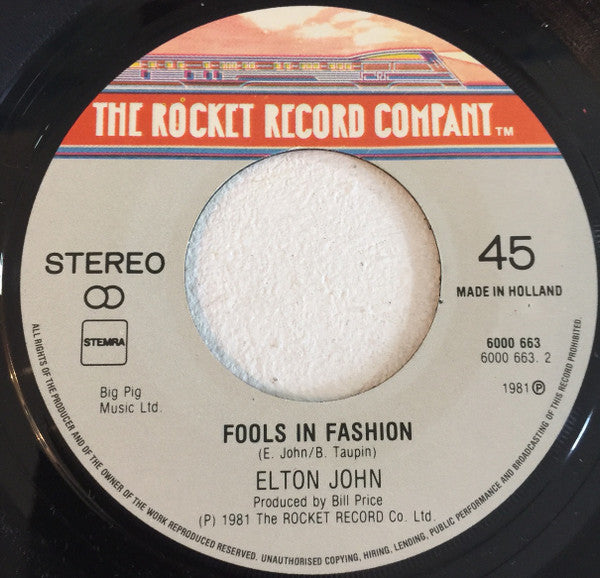 THE ROCKET RECORD COMPANY™
STEREO
45
MADE IN HOLLAND
STEMRA
6000 663
6000 663. 2
1981 Ⓟ
Big Pig
Music Ltd.
FOOLS IN FASHION
(E. John/B. Taupin)
ELTON JOHN
Produced by Bill Price
(P) 1981 The ROCKET RECORD Co. Ltd.
ALL RIGHTS OF THE PRODUCER AND OF THE OWNER OF THE WORK REPRODUCED RESERVED. UNAUTHORISED COPYING, HIRING, LENDING, PUBLIC PERFORMANCE AND BROADCASTING OF THIS RECORD PROHIBITED.